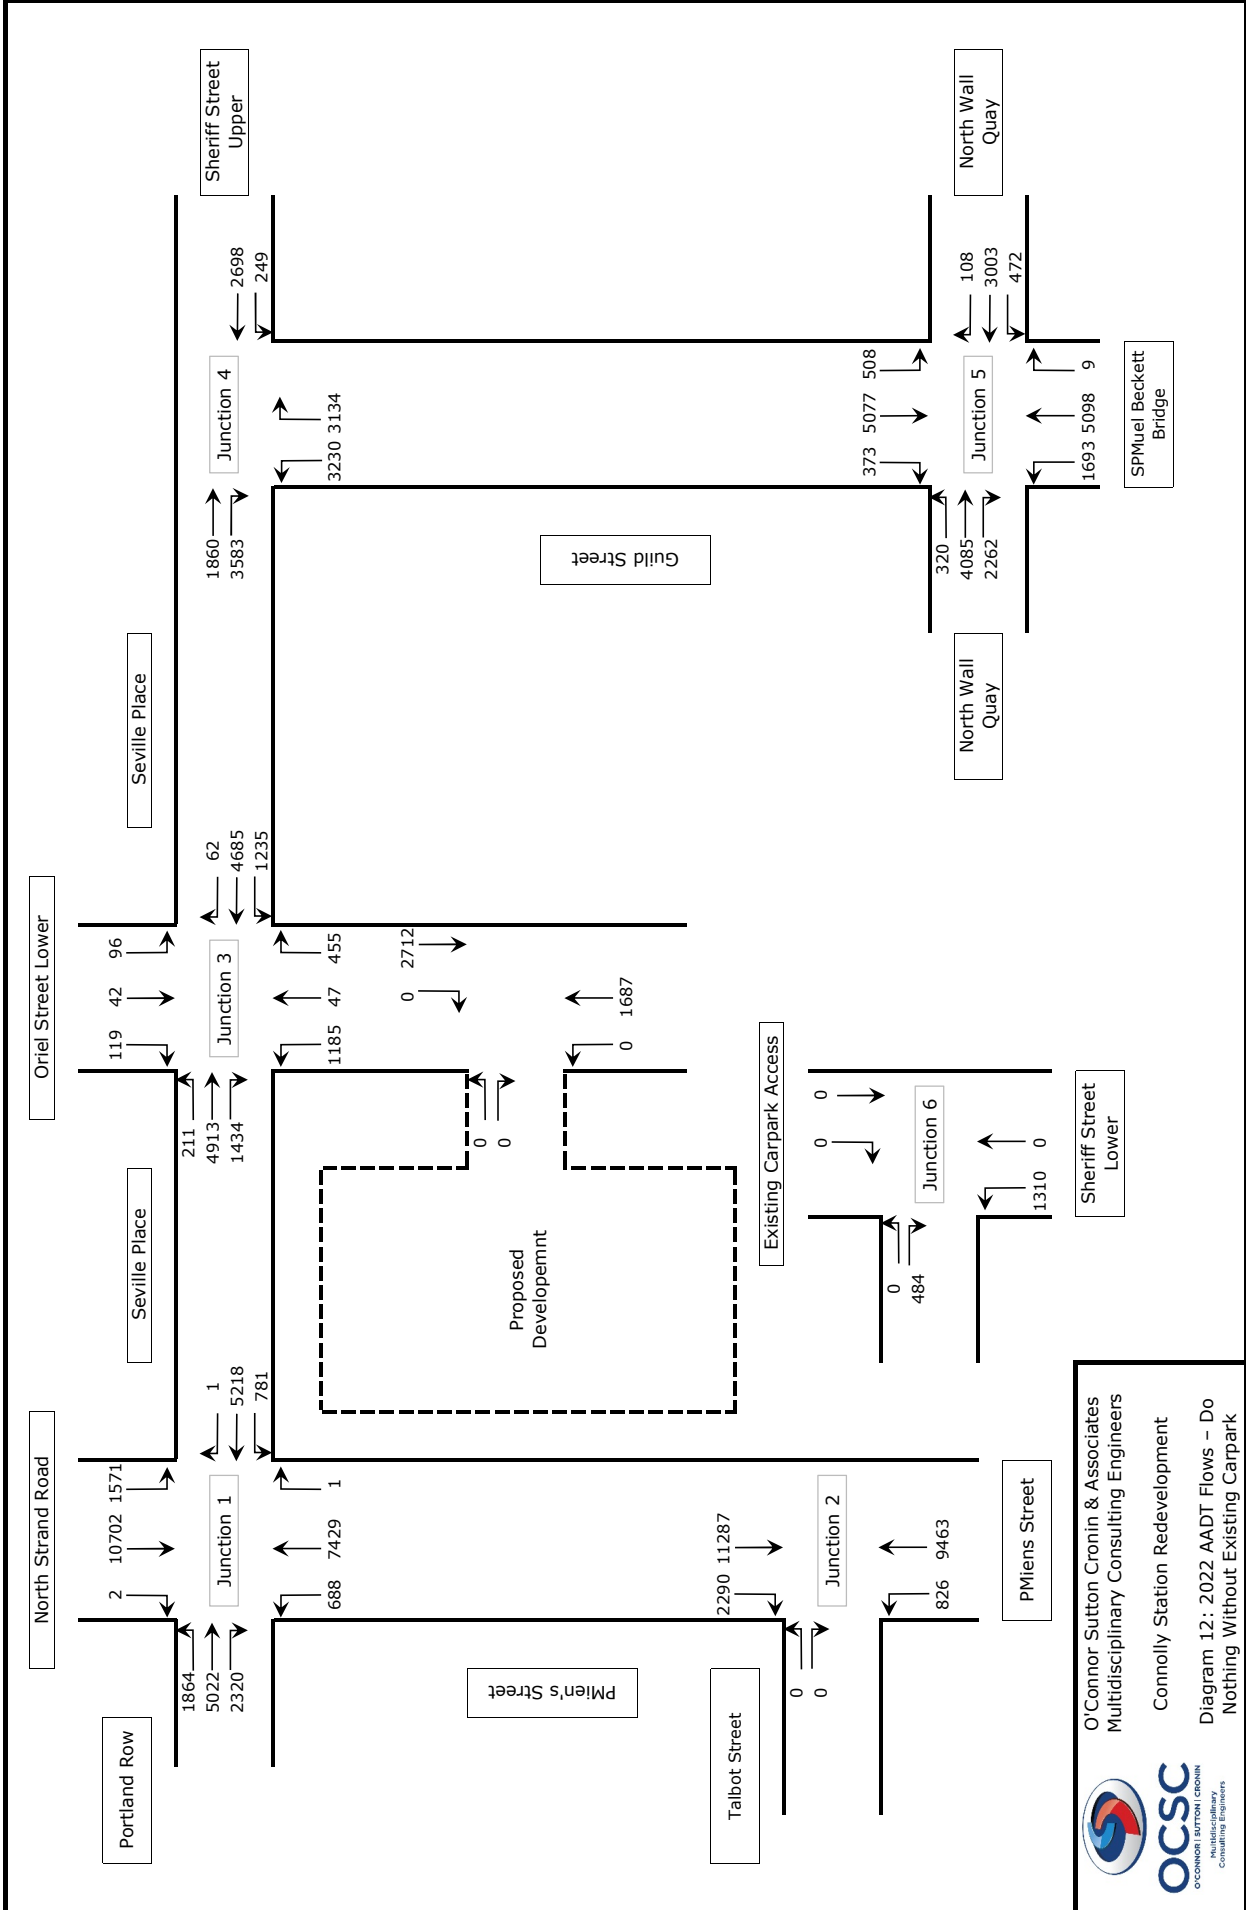 North Strand Road
Oriel Street Lower
Portland Row
Seville Place
Seville Place
Sheriff Street
Upper
2
10702
1571
119
42
96
1864
5022
2320
Junction 1
1
5218
781
211
4913
1434
Junction 3
62
4685
1235
1860
3583
Junction 4
2698
249
688
7429
1
1185
47
455
3230
3134
0
2712
0
0
0
1687
Proposed
Developemnt
PMien's Street
Guild Street
Talbot Street
2290
11287
0
0
Junction 2
826
9463
PMiens Street
Existing Carpark Access
0
0
0
484
Junction 6
1310
0
Sheriff Street
Lower
373
5077
508
North Wall
Quay
320
4085
2262
Junction 5
108
3003
472
North Wall
Quay
1693
5098
9
SPMuel Beckett
Bridge
OCSC
O'CONNOR | SUTTON | CRONIN
Multidisciplinary
Consulting Engineers
O'Connor Sutton Cronin & Associates
Multidisciplinary Consulting Engineers
Connolly Station Redevelopment
Diagram 12: 2022 AADT Flows – Do
Nothing Without Existing Carpark